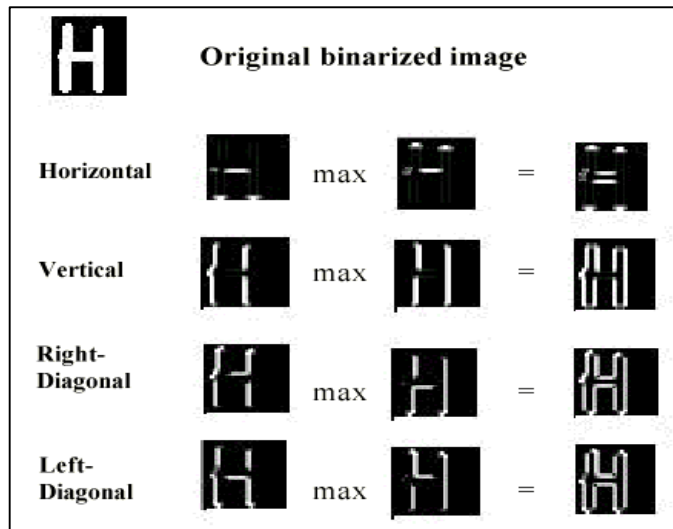 Original binarized image
Horizontal max =
Vertical max =
Right-
Diagonal max =
Left-
Diagonal max =